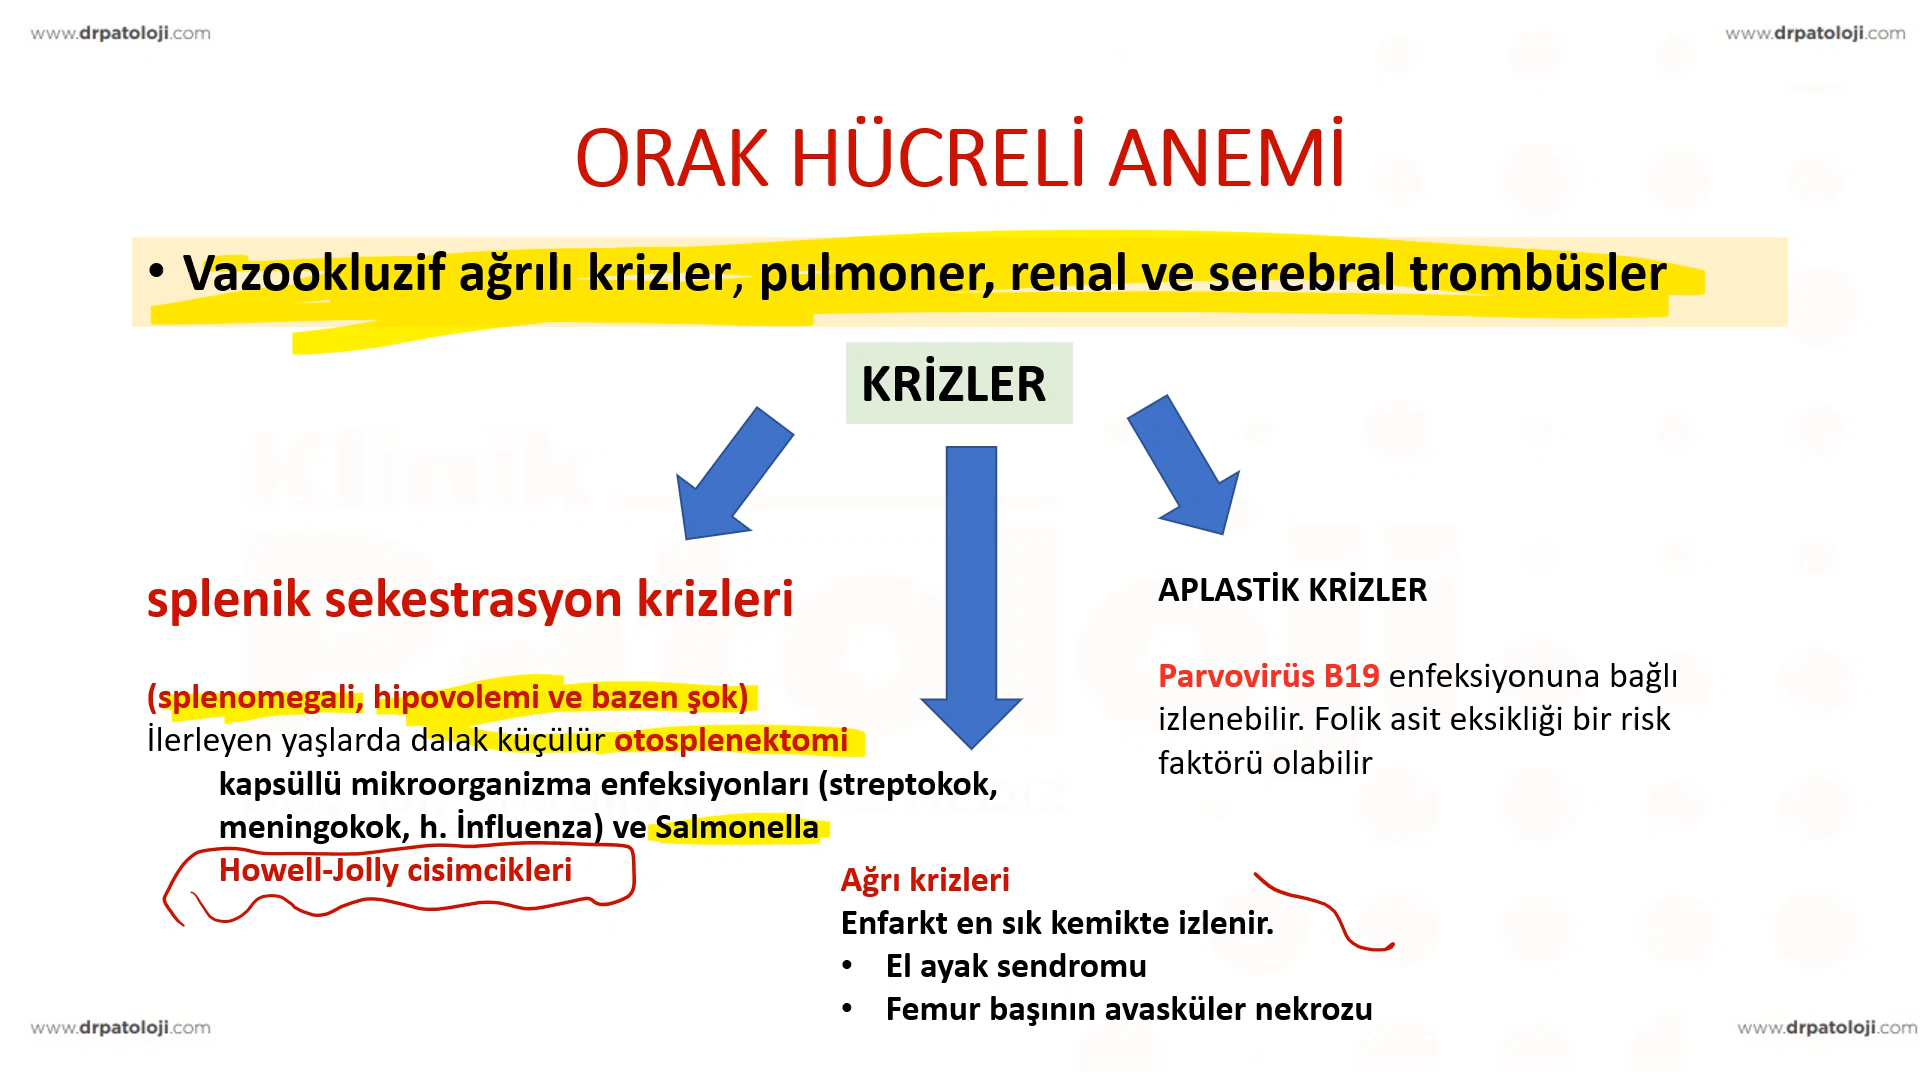 www.drpatoloji.com
www.drpatoloji.com
ORAK HÜCRELİ ANEMİ
• Vazookluzif ağrılı krizler, pulmoner, renal ve serebral trombüsler
KRİZLER
splenik sekestrasyon krizleri
(splenomegali, hipovolemi ve bazen şok)
İlerleyen yaşlarda dalak küçülür otosplenektomi
kapsüllü mikroorganizma enfeksiyonları (streptokok,
meningokok, h. İnfluenza) ve Salmonella
Howell-Jolly cisimcikleri
APLASTİK KRİZLER
Parvovirüs B19 enfeksiyonuna bağlı
izlenebilir. Folik asit eksikliği bir risk
faktörü olabilir
Ağrı krizleri
Enfarkt en sık kemikte izlenir.
• El ayak sendromu
• Femur başının avasküler nekrozu
Klinik
Patoloji
www.drpatoloji.com
www.drpatoloji.com